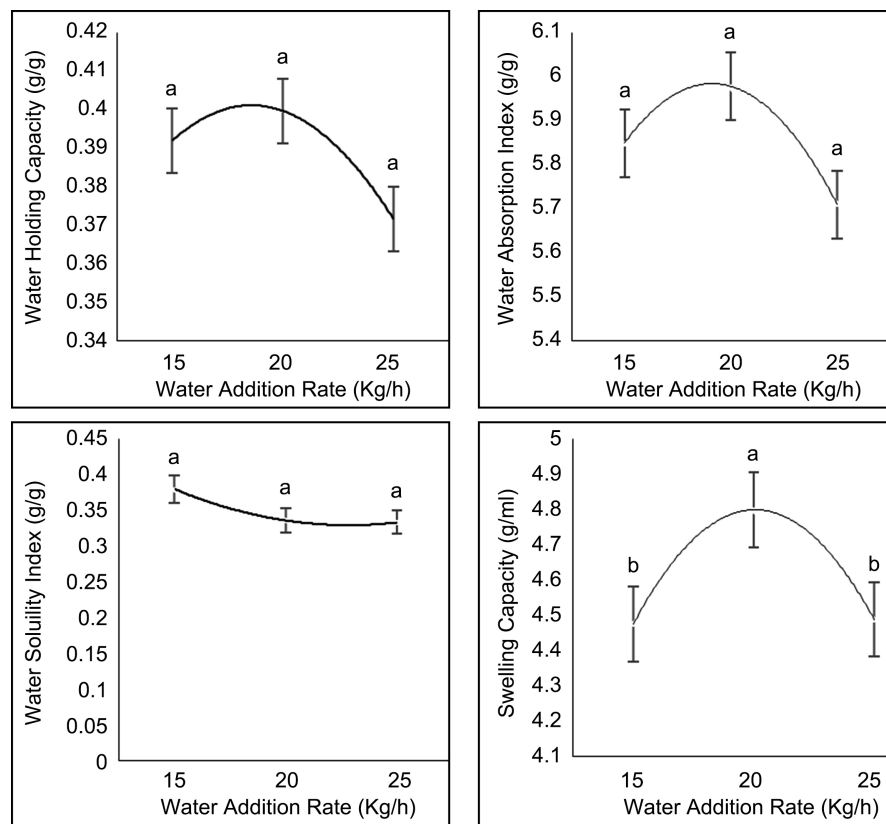 Water Holding Capacity (g/g)
0.42
0.41
0.4
0.39
0.38
0.37
0.36
0.35
0.34
a
a
a
15 20 25
Water Addition Rate (Kg/h)
Water Absorption Index (g/g)
6.1
6
5.9
5.8
5.7
5.6
5.5
5.4
a
a
a
15 20 25
Water Addition Rate (Kg/h)
Water Soluility Index (g/g)
0.45
0.4
0.35
0.3
0.25
0.2
0.15
0.1
0.05
0
a
a
a
15 20 25
Water Addition Rate (Kg/h)
Swelling Capacity (g/ml)
5
4.9
4.8
4.7
4.6
4.5
4.4
4.3
4.2
4.1
b
a
b
15 20 25
Water Addition Rate (Kg/h)